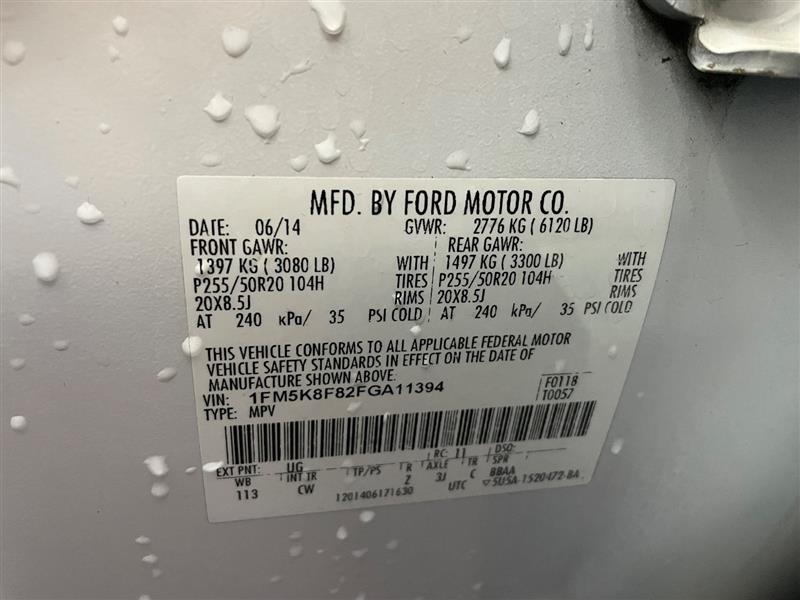 MFD. BY FORD MOTOR CO.
DATE: 06/14 GVWR: 2776 KG ( 6120 LB)
FRONT GAWR: REAR GAWR:
1397 KG ( 3080 LB) WITH 1497 KG ( 3300 LB) WITH
P255/50R20 104H TIRES P255/50R20 104H TIRES
20X8.5J RIMS 20X8.5J RIMS
AT 240 kPa/ 35 PSI COLD AT 240 kPa/ 35 PSI COLD
THIS VEHICLE CONFORMS TO ALL APPLICABLE FEDERAL MOTOR
VEHICLE SAFETY STANDARDS IN EFFECT ON THE DATE OF
MANUFACTURE SHOWN ABOVE.
VIN: 1FM5K8F82FGA11394 F0118
TYPE: MPV T0057
EXT PNT: UG RC: 11 DSO:
WB INT TR TP/PS R AXLE TR SPR
113 CW Z 3J C BBAA
1201406171630 UTC 5U5A-1520472-BA